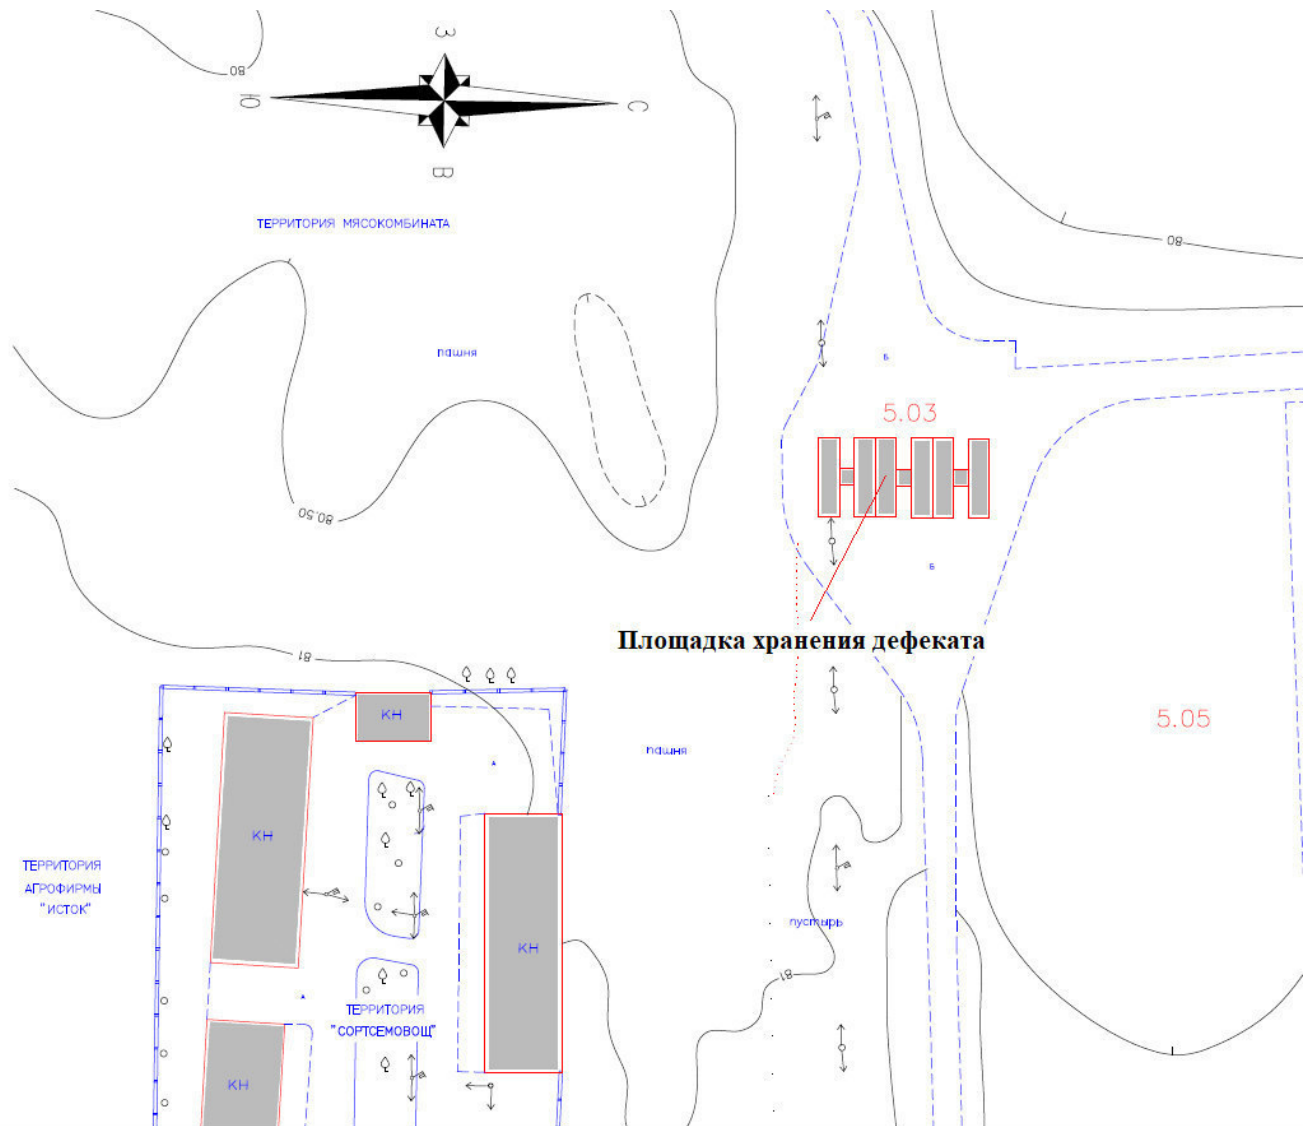 З
80
Ю
С
В
ТЕРРИТОРИЯ МЯСОКОМБИНАТА
80
пашня
Б
5.03
80.50
Б
Площадка хранения дефеката
81
КН
5.05
пашня
А
КН
ТЕРРИТОРИЯ
АГРОФИРМЫ
"ИСТОК"
пустырь
КН
81
А
ТЕРРИТОРИЯ
"СОРТСЕМОВОЩ"
КН